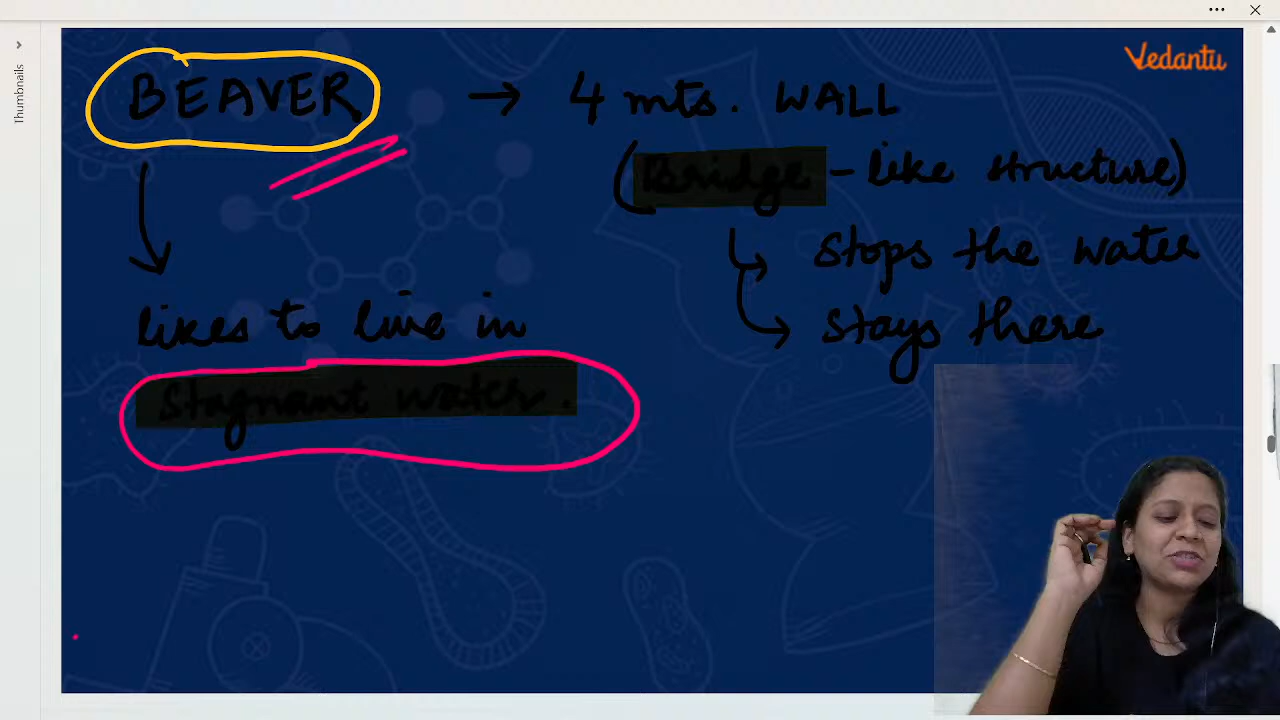 Thumbnails
Vedantu
BEAVER → 4 mts. WALL
(Bridge - like structure)
↳ Stops the water
↳ Stays there
↓
likes to live in
Stagnant water.